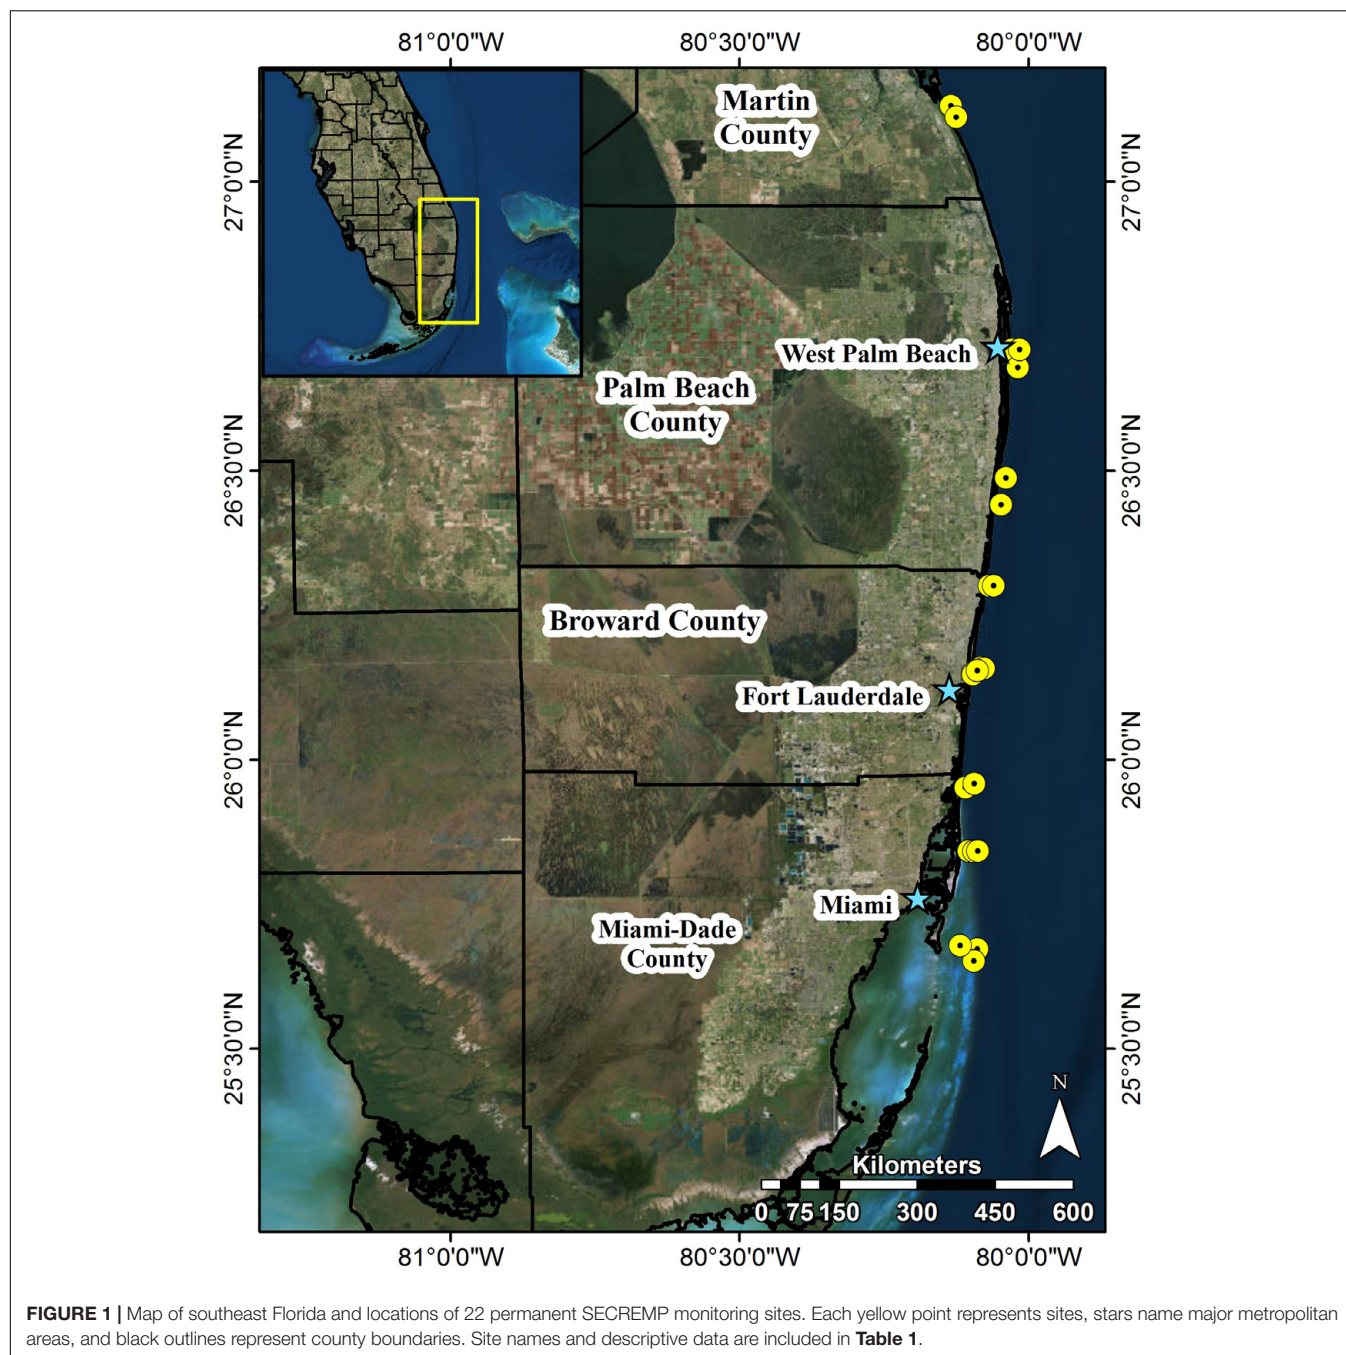 81°0'0"W 80°30'0"W 80°0'0"W
Martin
County
27°0'0"N
27°0'0"N
West Palm Beach
Palm Beach
County
26°30'0"N
26°30'0"N
Broward County
Fort Lauderdale
26°0'0"N
26°0'0"N
Miami
Miami-Dade
County
25°30'0"N
25°30'0"N
N
Kilometers
0 75 150 300 450 600
81°0'0"W 80°30'0"W 80°0'0"W
FIGURE 1 | Map of southeast Florida and locations of 22 permanent SECREMP monitoring sites. Each yellow point represents sites, stars name major metropolitan
areas, and black outlines represent county boundaries. Site names and descriptive data are included in Table 1.